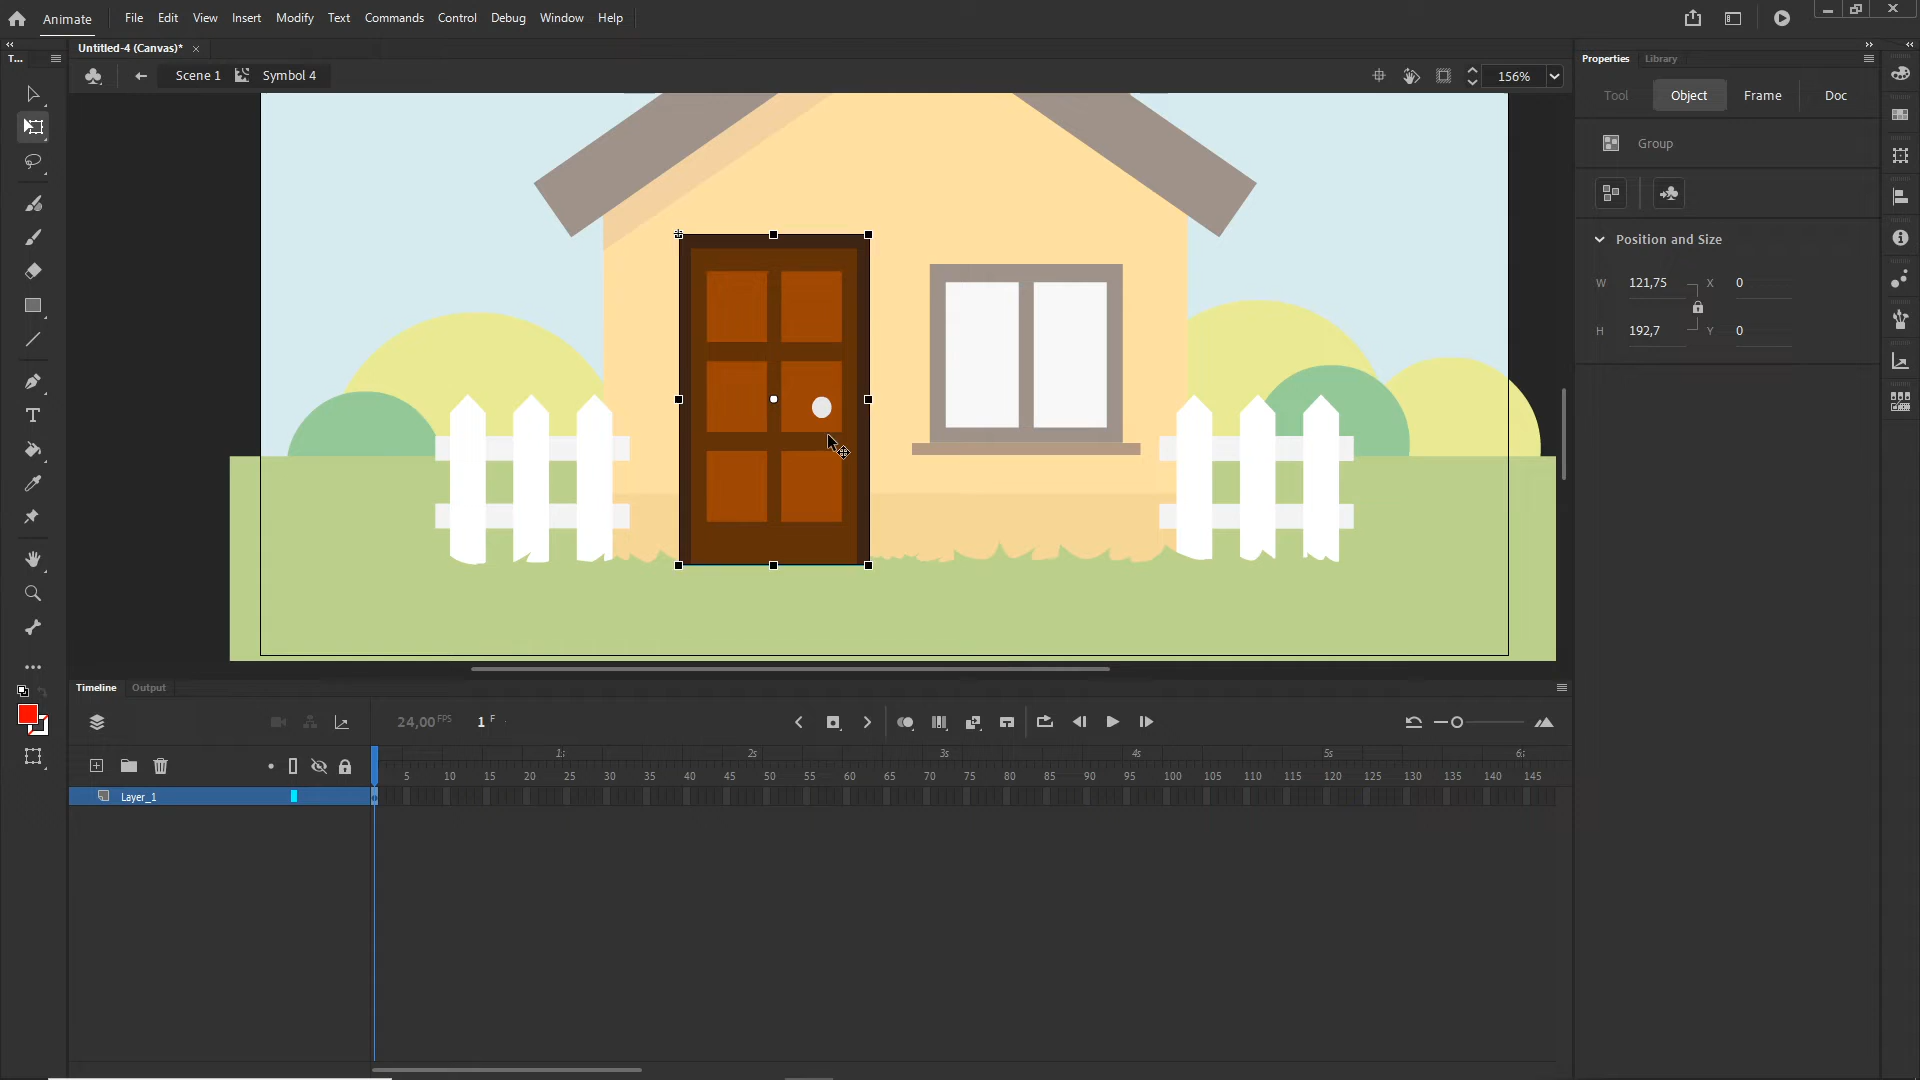 Animate File Edit View Insert Modify Text Commands Control Debug Window Help
Untitled-4 (Canvas)* ×
T...
Scene 1 Symbol 4
156%
Properties Library
Tool Object Frame Doc
Group
Position and Size
W 121,75 X 0
H 192,7 Y 0
Timeline Output
24,00 FPS 1 F
1s 2s 3s 4s 5s 6s
5 10 15 20 25 30 35 40 45 50 55 60 65 70 75 80 85 90 95 100 105 110 115 120 125 130 135 140 145
Layer_1